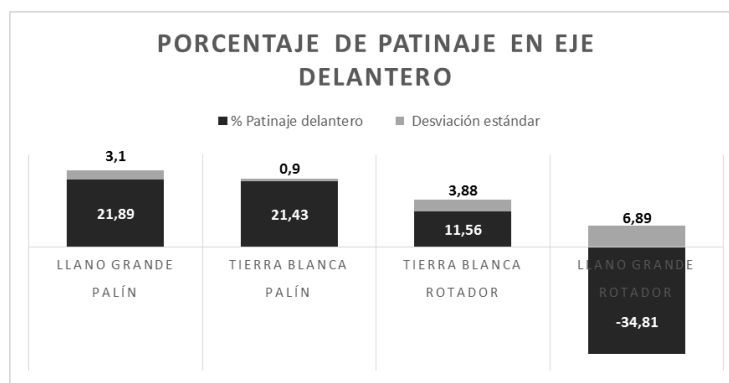 PORCENTAJE DE PATINAJE EN EJE
DELANTERO
% Patinaje delantero
Desviación estándar
3,1
0,9
3,88
6,89
21,89
21,43
11,56
-34,81
LLANO GRANDE
PALÍN
TIERRA BLANCA
PALÍN
TIERRA BLANCA
ROTADOR
LLANO GRANDE
ROTADOR